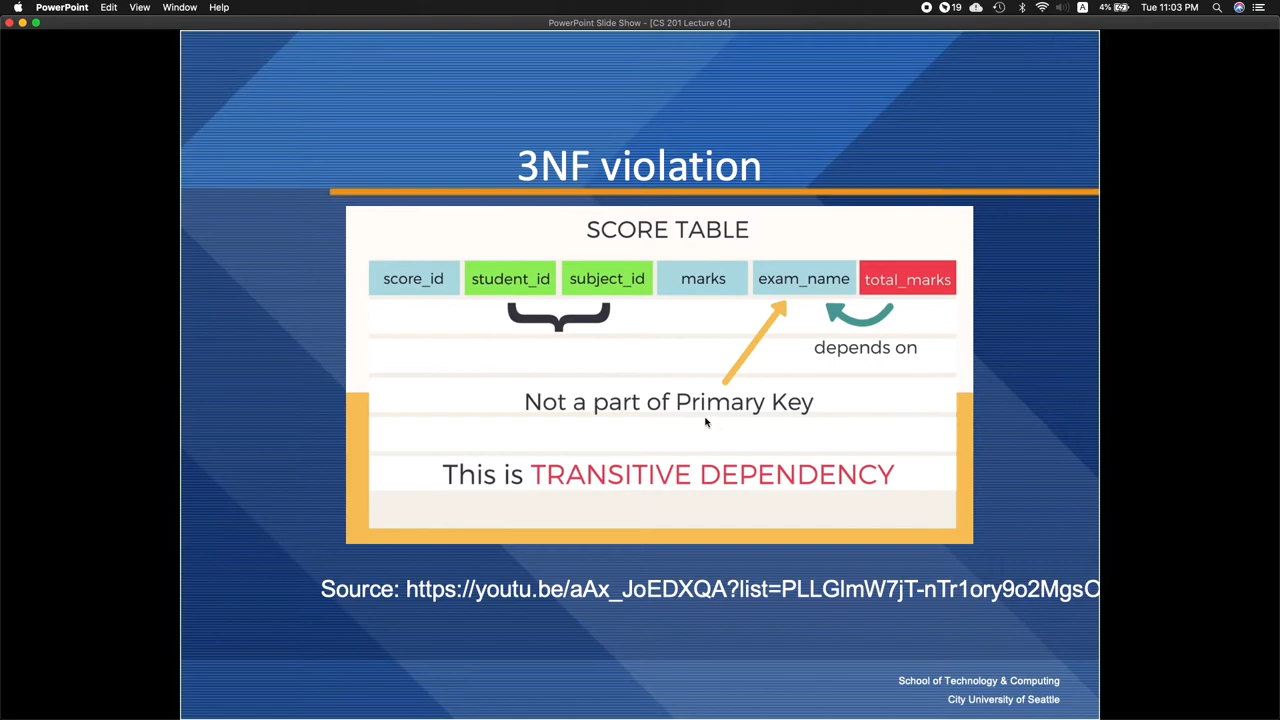 PowerPoint Edit View Window Help 19 A 4% Tue 11:03 PM
PowerPoint Slide Show - [CS 201 Lecture 04]
3NF violation
SCORE TABLE
score_id student_id subject_id marks exam_name total_marks
depends on
Not a part of Primary Key
This is TRANSITIVE DEPENDENCY
Source: https://youtu.be/aAx_JoEDXQA?list=PLLGlmW7jT-nTr1ory9o2MgsC
School of Technology & Computing
City University of Seattle